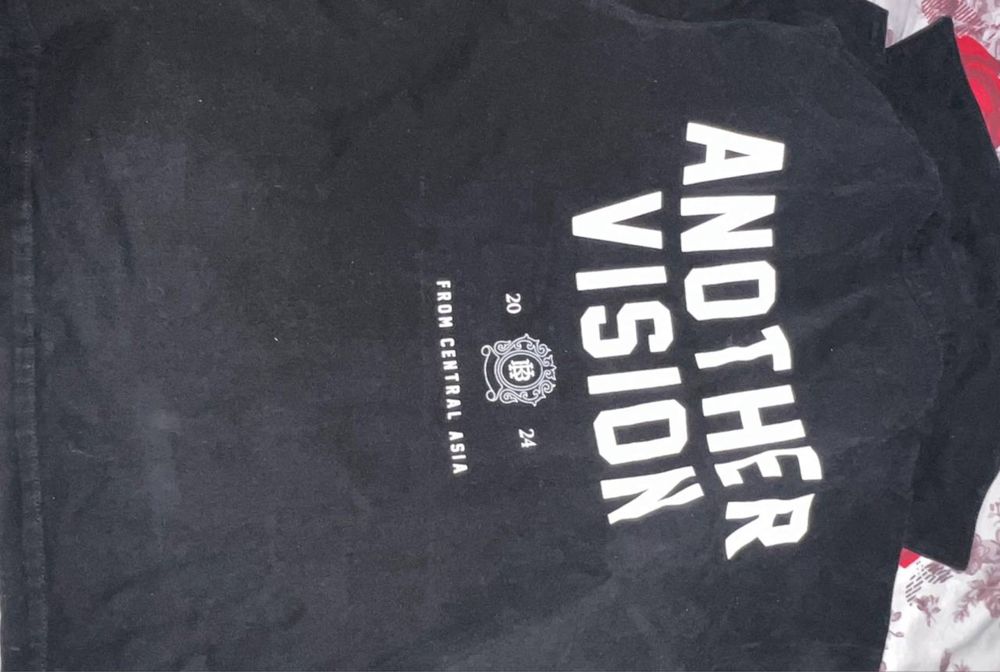 ANOTHER
VISION
20 24
FROM CENTRAL ASIA